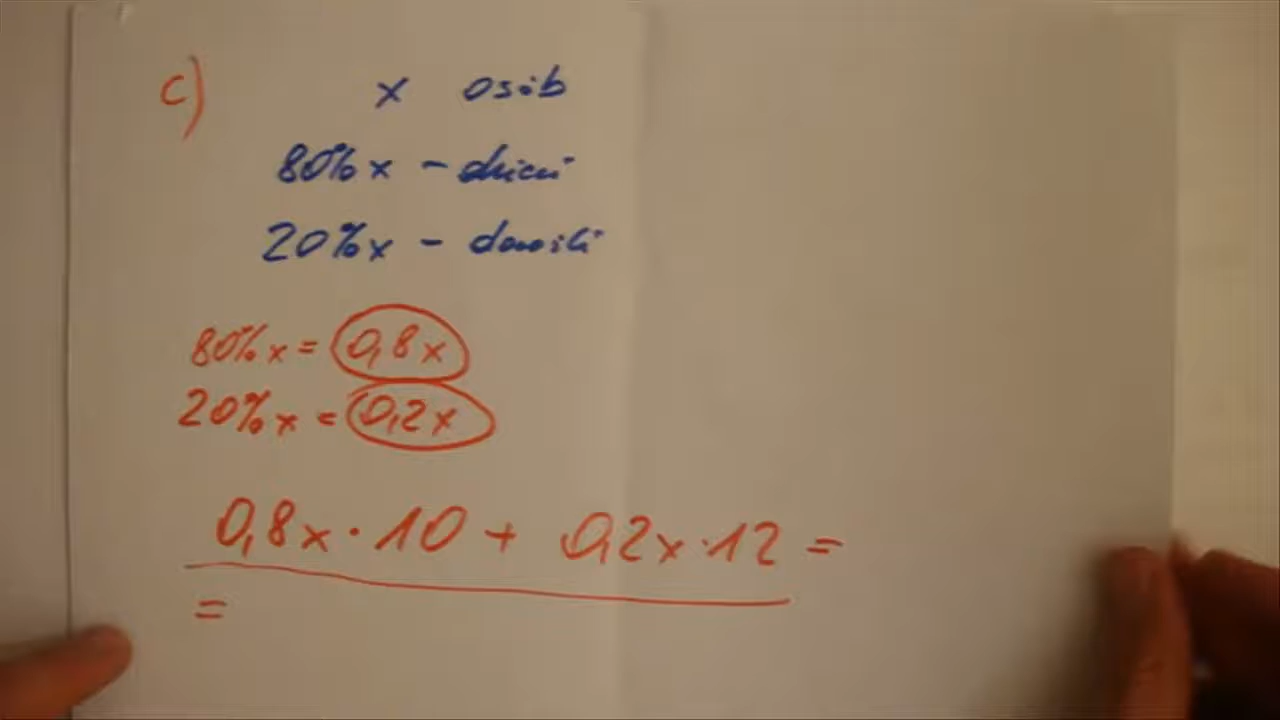 c) x osób
80%x - dzieci
20%x - dorośli
80%x = 0,8x
20%x = 0,2x
0,8x · 10 + 0,2x · 12 =
=